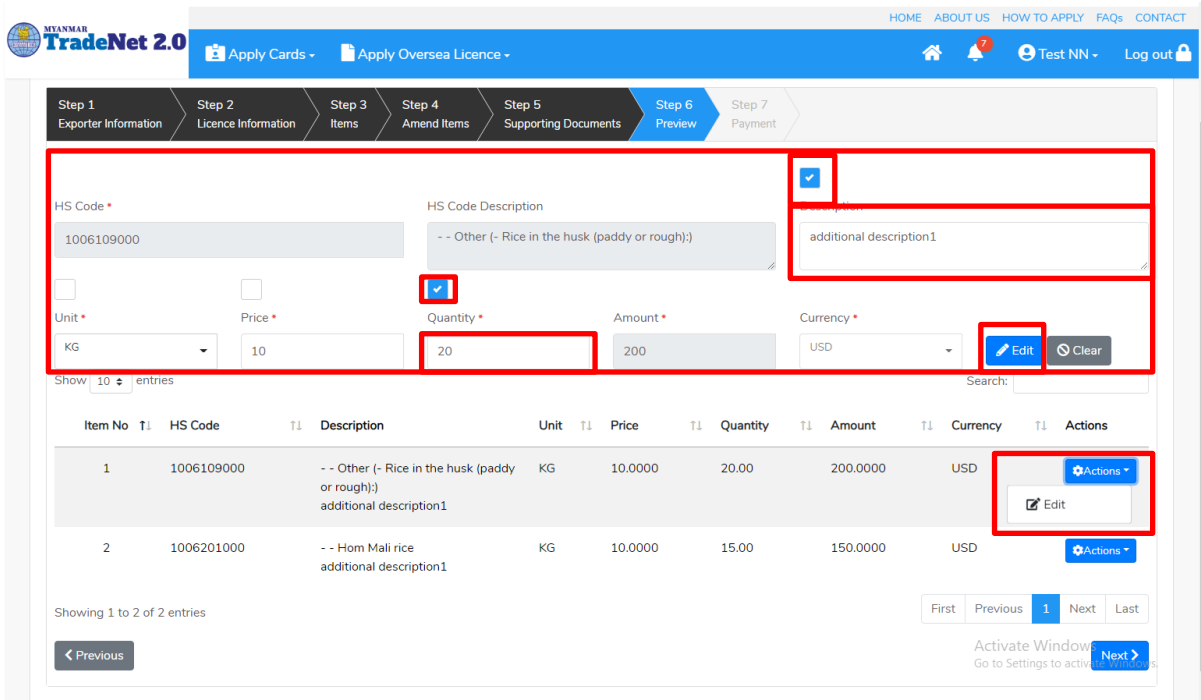 HOME ABOUT US HOW TO APPLY FAQs CONTACT
MYANMAR
TradeNet 2.0
Apply Cards Apply Oversea Licence 7 Test NN Log out
Step 1 Step 2 Step 3 Step 4 Step 5 Step 6 Step 7
Exporter Information Licence Information Items Amend Items Supporting Documents Preview Payment
HS Code * HS Code Description Description
1006109000 - - Other (- Rice in the husk (paddy or rough):) additional description1
Unit * Price * Quantity * Amount * Currency *
KG 10 20 200 USD Edit Clear
Show 10 entries Search:
Item No HS Code Description Unit Price Quantity Amount Currency Actions
1 1006109000 - - Other (- Rice in the husk (paddy KG 10.0000 20.00 200.0000 USD Actions
or rough):)
additional description1 Edit
2 1006201000 - - Hom Mali rice KG 10.0000 15.00 150.0000 USD Actions
additional description1
Showing 1 to 2 of 2 entries First Previous 1 Next Last
Activate Windows
Previous Go to Settings to activate Windows. Next